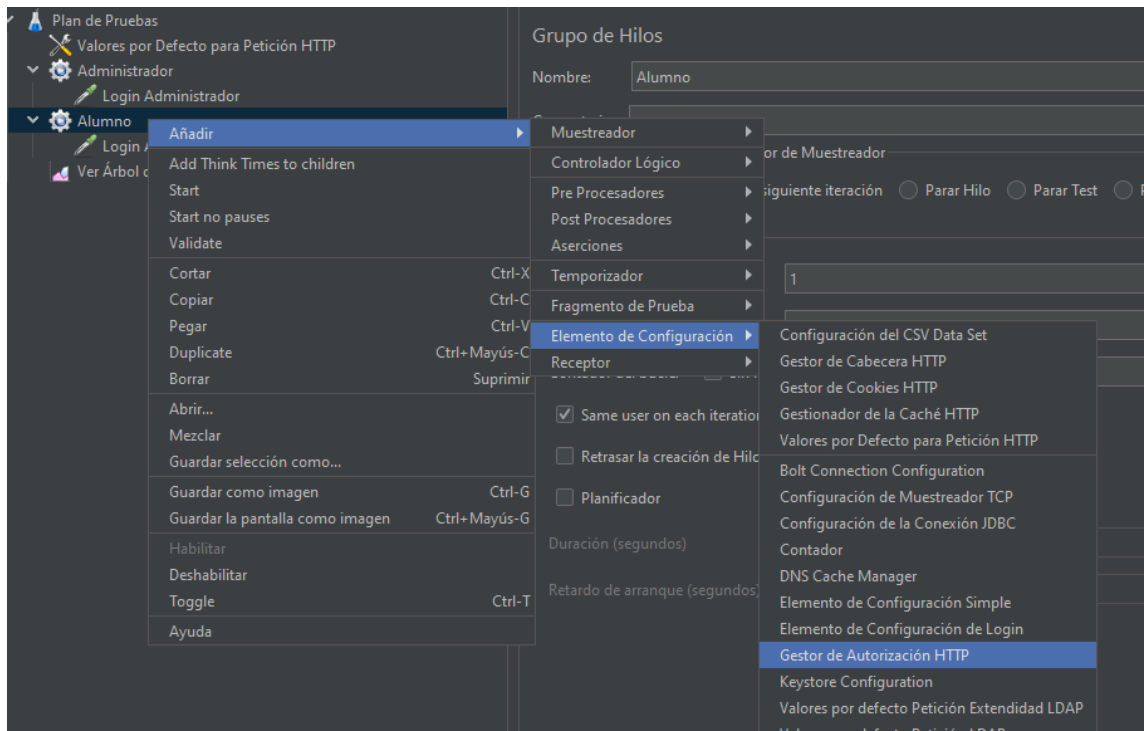 Plan de Pruebas
Valores por Defecto para Petición HTTP
Administrador
Login Administrador
Alumno
Login
Ver Árbol
Añadir
Add Think Times to children
Start
Start no pauses
Validate
Cortar Ctrl-X
Copiar Ctrl-C
Pegar Ctrl-V
Duplicate Ctrl+Mayús-C
Borrar Suprimir
Abrir...
Mezclar
Guardar selección como...
Guardar como imagen Ctrl-G
Guardar la pantalla como imagen Ctrl+Mayús-G
Habilitar
Deshabilitar
Toggle Ctrl-T
Ayuda
Grupo de Hilos
Nombre: Alumno
Muestreador
Controlador Lógico
Pre Procesadores
Post Procesadores
Aserciones
Temporizador
Fragmento de Prueba
Elemento de Configuración
Receptor
or de Muestreador
siguiente iteración Parar Hilo Parar Test
1
Same user on each iteration
Retrasar la creación de Hilo
Planificador
Duración (segundos)
Retardo de arranque (segundos)
Configuración del CSV Data Set
Gestor de Cabecera HTTP
Gestor de Cookies HTTP
Gestionador de la Caché HTTP
Valores por Defecto para Petición HTTP
Bolt Connection Configuration
Configuración de Muestreador TCP
Configuración de la Conexión JDBC
Contador
DNS Cache Manager
Elemento de Configuración Simple
Elemento de Configuración de Login
Gestor de Autorización HTTP
Keystore Configuration
Valores por defecto Petición Extendidad LDAP